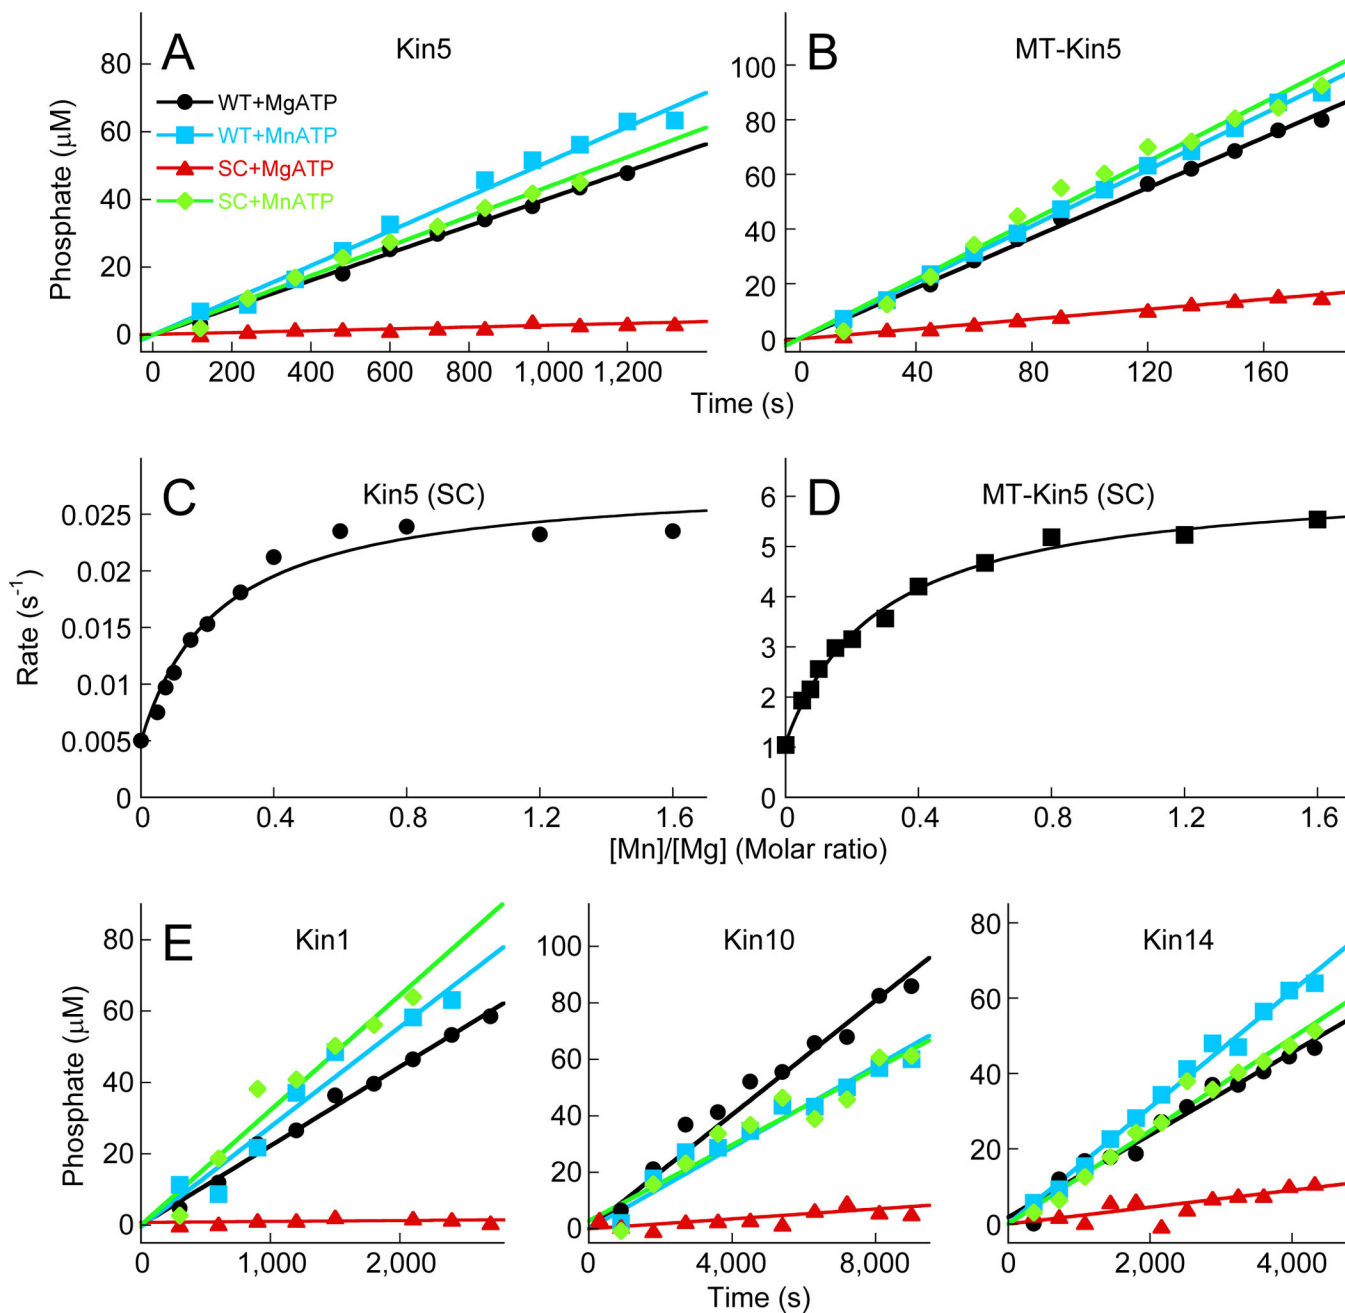 A
Kin5
80
60
40
20
0
Phosphate (μM)
WT+MgATP
WT+MnATP
SC+MgATP
SC+MnATP
0 200 400 600 800 1,000 1,200
B
MT-Kin5
100
80
60
40
20
0
0 40 80 120 160
Time (s)
C
Kin5 (SC)
0.025
0.02
0.015
0.01
0.005
0
Rate (s⁻¹)
0 0.4 0.8 1.2 1.6
D
MT-Kin5 (SC)
6
5
4
3
2
1
0
0 0.4 0.8 1.2 1.6
[Mn]/[Mg] (Molar ratio)
E
Kin1
80
60
40
20
0
Phosphate (μM)
0 1,000 2,000
Kin10
100
80
60
40
20
0
0 4,000 8,000
Kin14
80
60
40
20
0
0 2,000 4,000
Time (s)